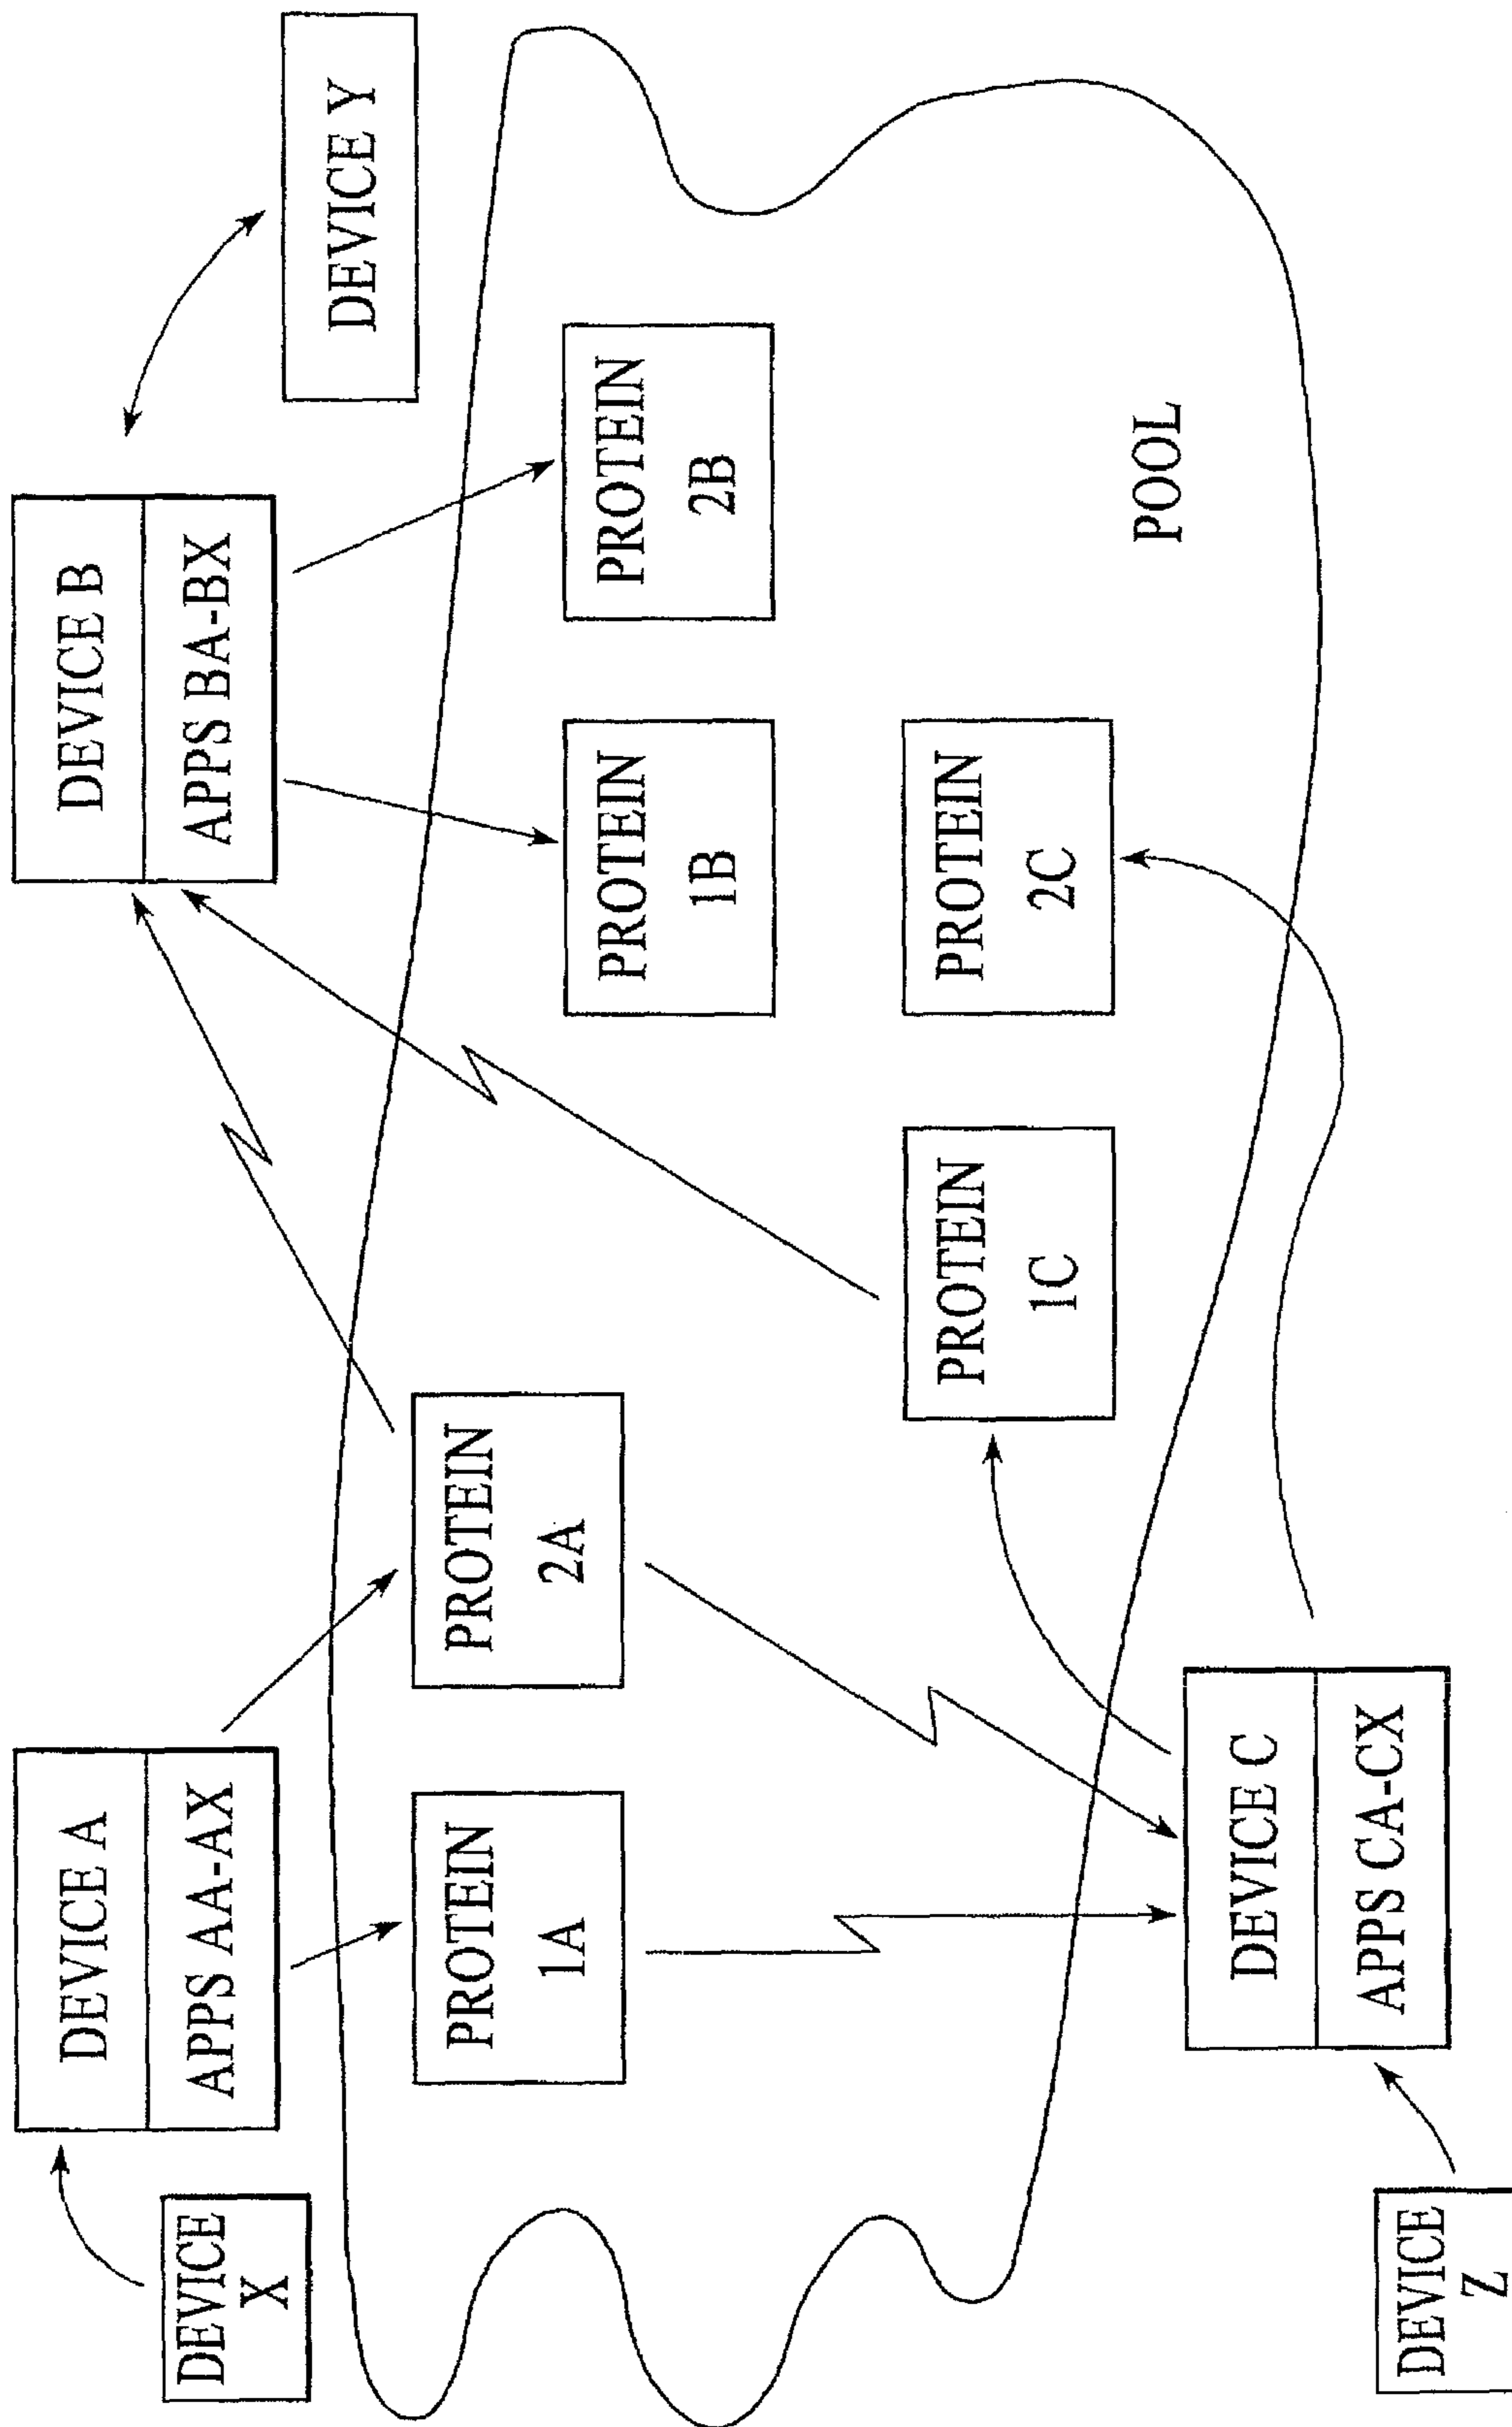 DEVICE
X
DEVICE A
APPS AA-AX
DEVICE B
APPS BA-BX
DEVICE Y
PROTEIN
1A
PROTEIN
2A
PROTEIN
1B
PROTEIN
2B
PROTEIN
1C
PROTEIN
2C
POOL
DEVICE C
APPS CA-CX
DEVICE
Z